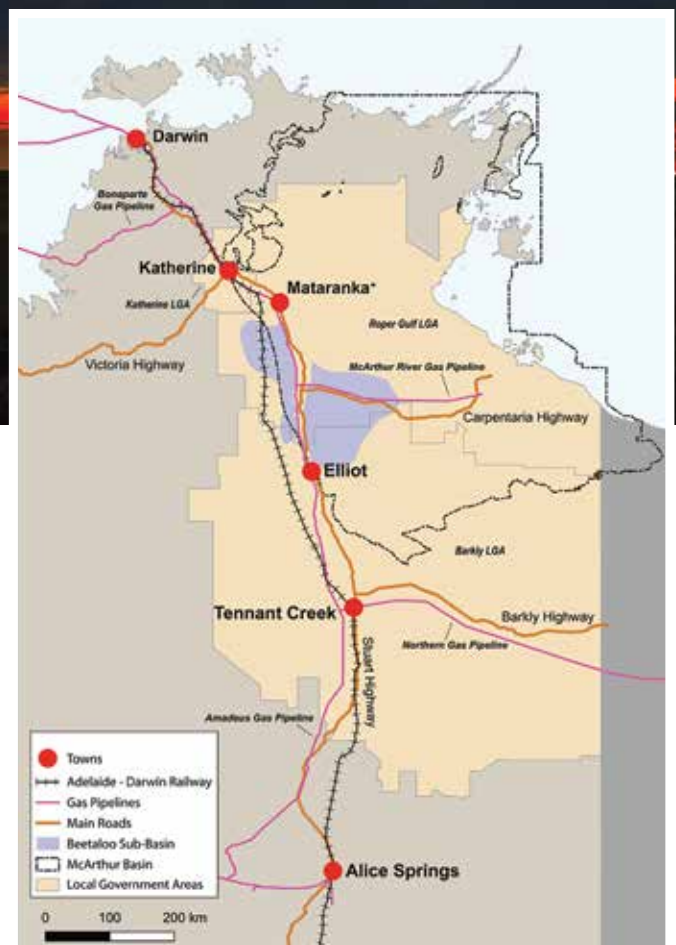 Darwin
Bonaparte
Gas Pipeline
Katherine
Mataranka*
Katherine LGA
Roper Gulf LGA
McArthur River Gas Pipeline
Victoria Highway
Carpentaria Highway
Elliot
Barkly LGA
Tennant Creek
Barkly Highway
Northern Gas Pipeline
Stuart Highway
Amadeus Gas Pipeline
Alice Springs
Towns
Adelaide - Darwin Railway
Gas Pipelines
Main Roads
Beetaloo Sub-Basin
McArthur Basin
Local Government Areas
0 100 200 km